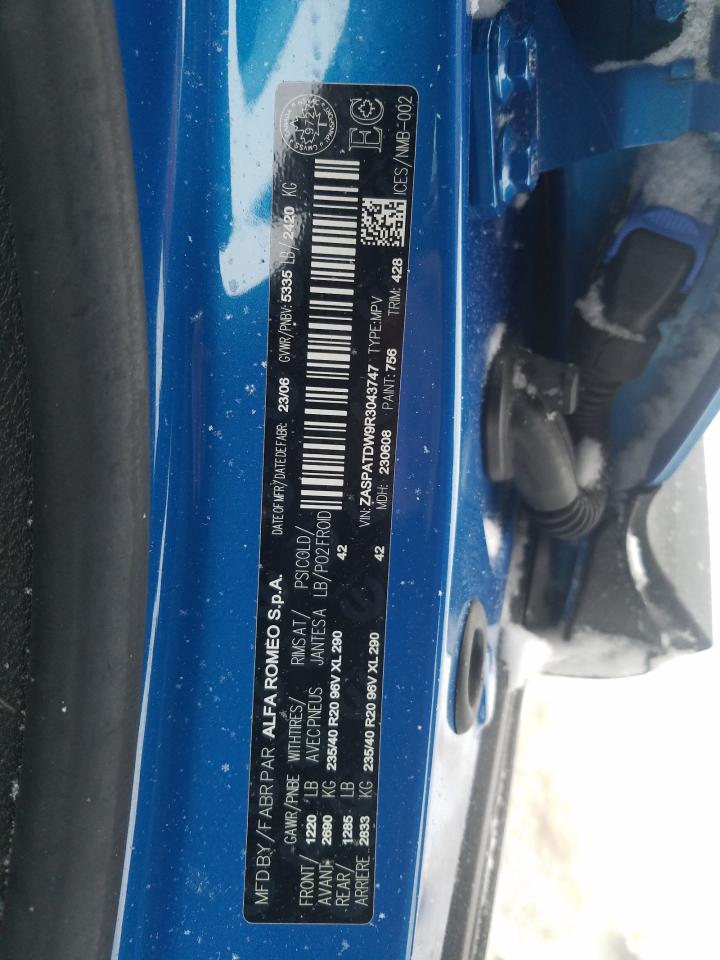 MFD BY/FABR PAR ALFA ROMEO S.p.A.
DATE OF MFR/DATE DE FABR: 23/06 GVWR/PNBV: 5335 LB/ 2420 KG
GAWR/PNBE WITH TIRES/ RIMS AT/ PSI COLD/
AVEC PNEUS JANTES A LB/PO2 FROID
FRONT/ 1220 LB
AVANT 2690 KG 235/40 R20 96V XL 290 42
REAR/ 1285 LB
ARRIERE 2833 KG 235/40 R20 96V XL 290 42
VIN: ZASPATDW9R3043747 TYPE:MPV
MDH: 230608 PAINT: 756 TRIM: 428
EC
ICES/NMB-002